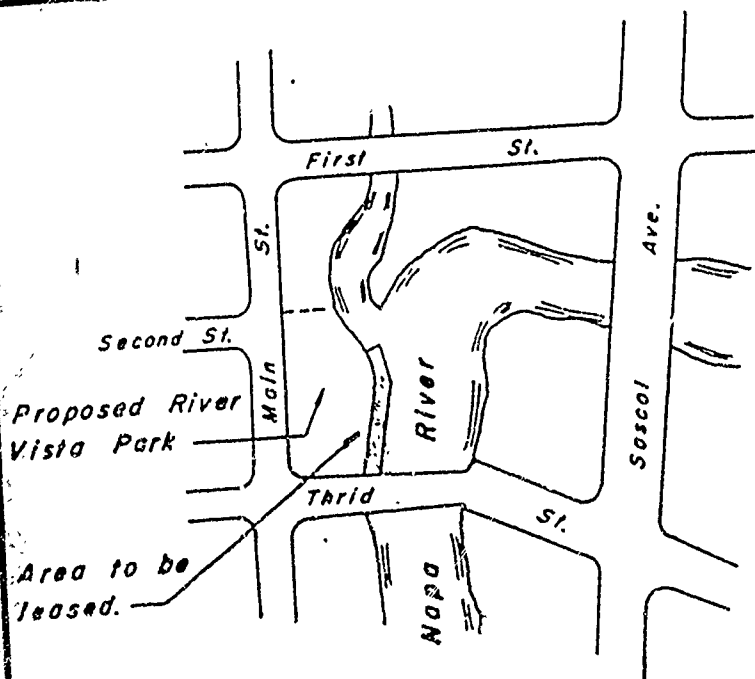 First St.
St.
Ave.
Second St.
Main
River
Soscol
Proposed River
Vista Park
Thrid
St.
Area to be
leased.
Napa